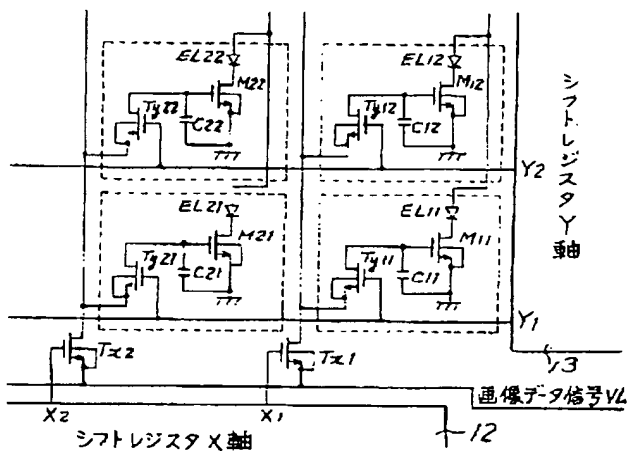 EL22
M22
Ty22
C22
EL12
M12
Ty12
C12
Y2
シフトレジスタY軸
EL21
M21
Ty21
C21
EL11
M11
Ty11
C11
Y1
Tx2
Tx1
13
画像データ信号VL
X2
X1
12
シフトレジスタX軸